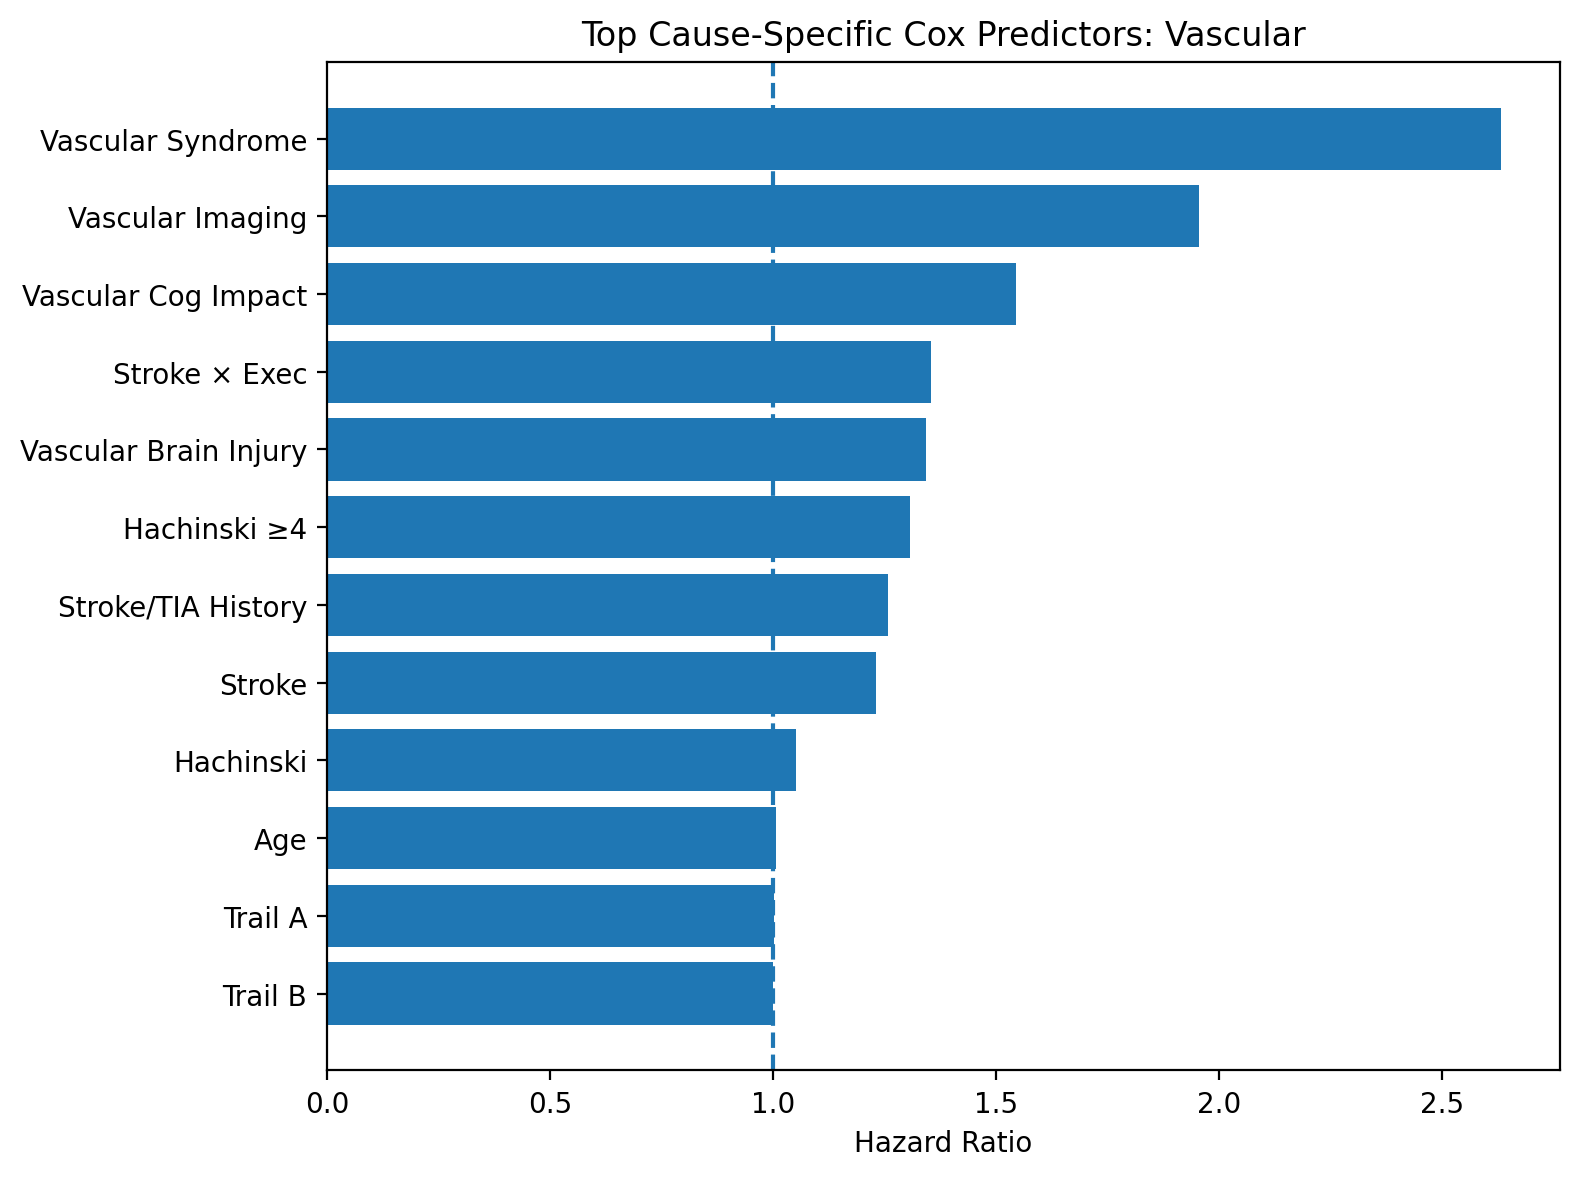 Top Cause-Specific Cox Predictors: Vascular
Vascular Syndrome
Vascular Imaging
Vascular Cog Impact
Stroke × Exec
Vascular Brain Injury
Hachinski ≥4
Stroke/TIA History
Stroke
Hachinski
Age
Trail A
Trail B
0.0 0.5 1.0 1.5 2.0 2.5
Hazard Ratio